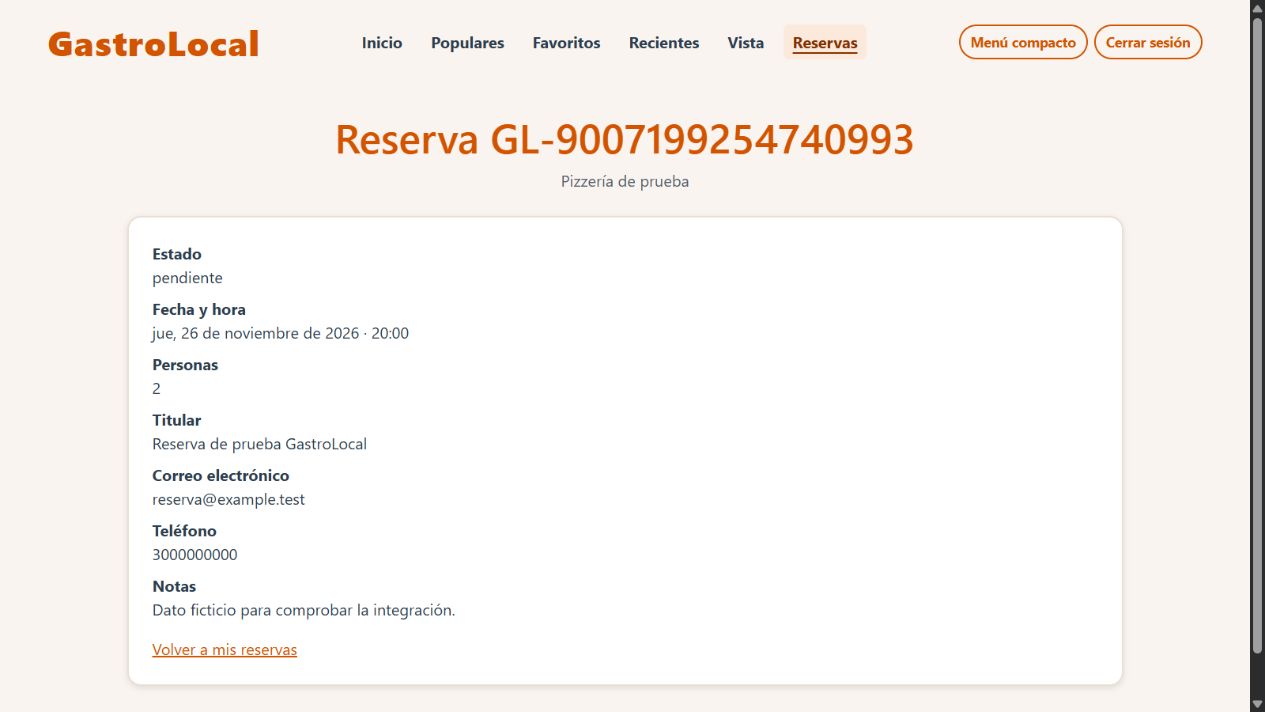 GastroLocal
Inicio
Populares
Favoritos
Recientes
Vista
Reservas
Menú compacto
Cerrar sesión
Reserva GL-9007199254740993
Pizzería de prueba
Estado
pendiente
Fecha y hora
jue, 26 de noviembre de 2026 · 20:00
Personas
2
Titular
Reserva de prueba GastroLocal
Correo electrónico
reserva@example.test
Teléfono
3000000000
Notas
Dato ficticio para comprobar la integración.
Volver a mis reservas